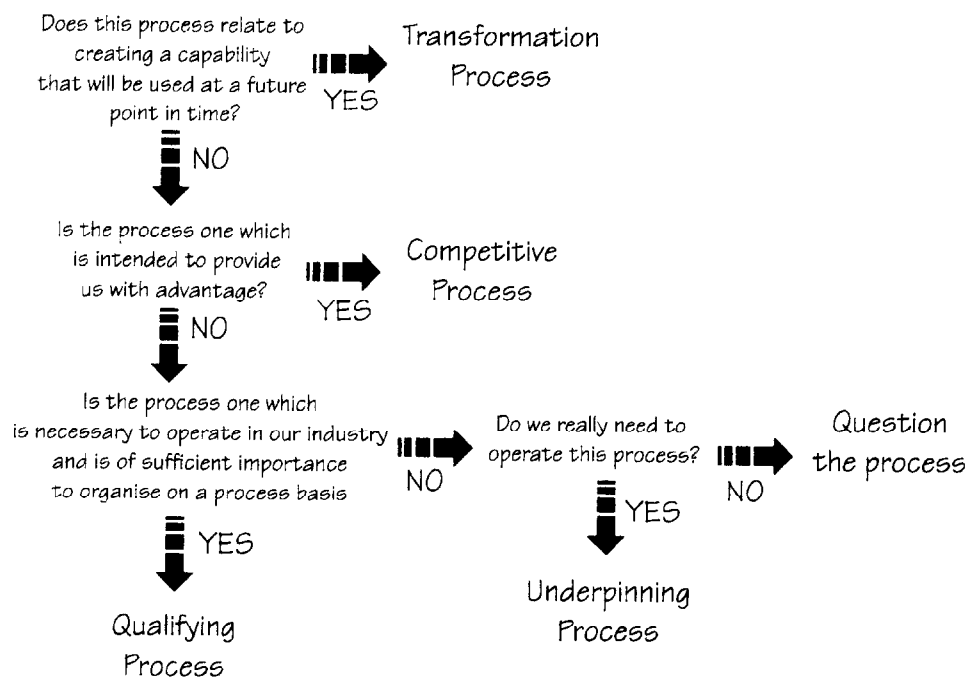 Does this process relate to
creating a capability
that will be used at a future
point in time?
YES
Transformation
Process
NO
Is the process one which
is intended to provide
us with advantage?
YES
Competitive
Process
NO
Is the process one which
is necessary to operate in our industry
and is of sufficient importance
to organise on a process basis
NO
Do we really need to
operate this process?
NO
Question
the process
YES
Qualifying
Process
YES
Underpinning
Process